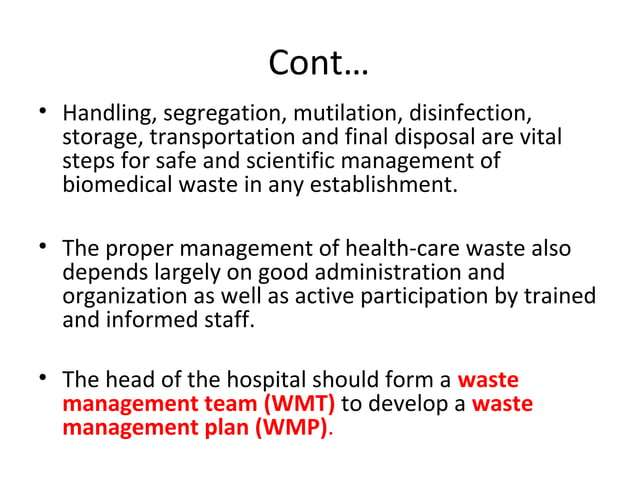 Cont…
• Handling, segregation, mutilation, disinfection,
storage, transportation and final disposal are vital
steps for safe and scientific management of
biomedical waste in any establishment.
• The proper management of health-care waste also
depends largely on good administration and
organization as well as active participation by trained
and informed staff.
• The head of the hospital should form a waste
management team (WMT) to develop a waste
management plan (WMP).